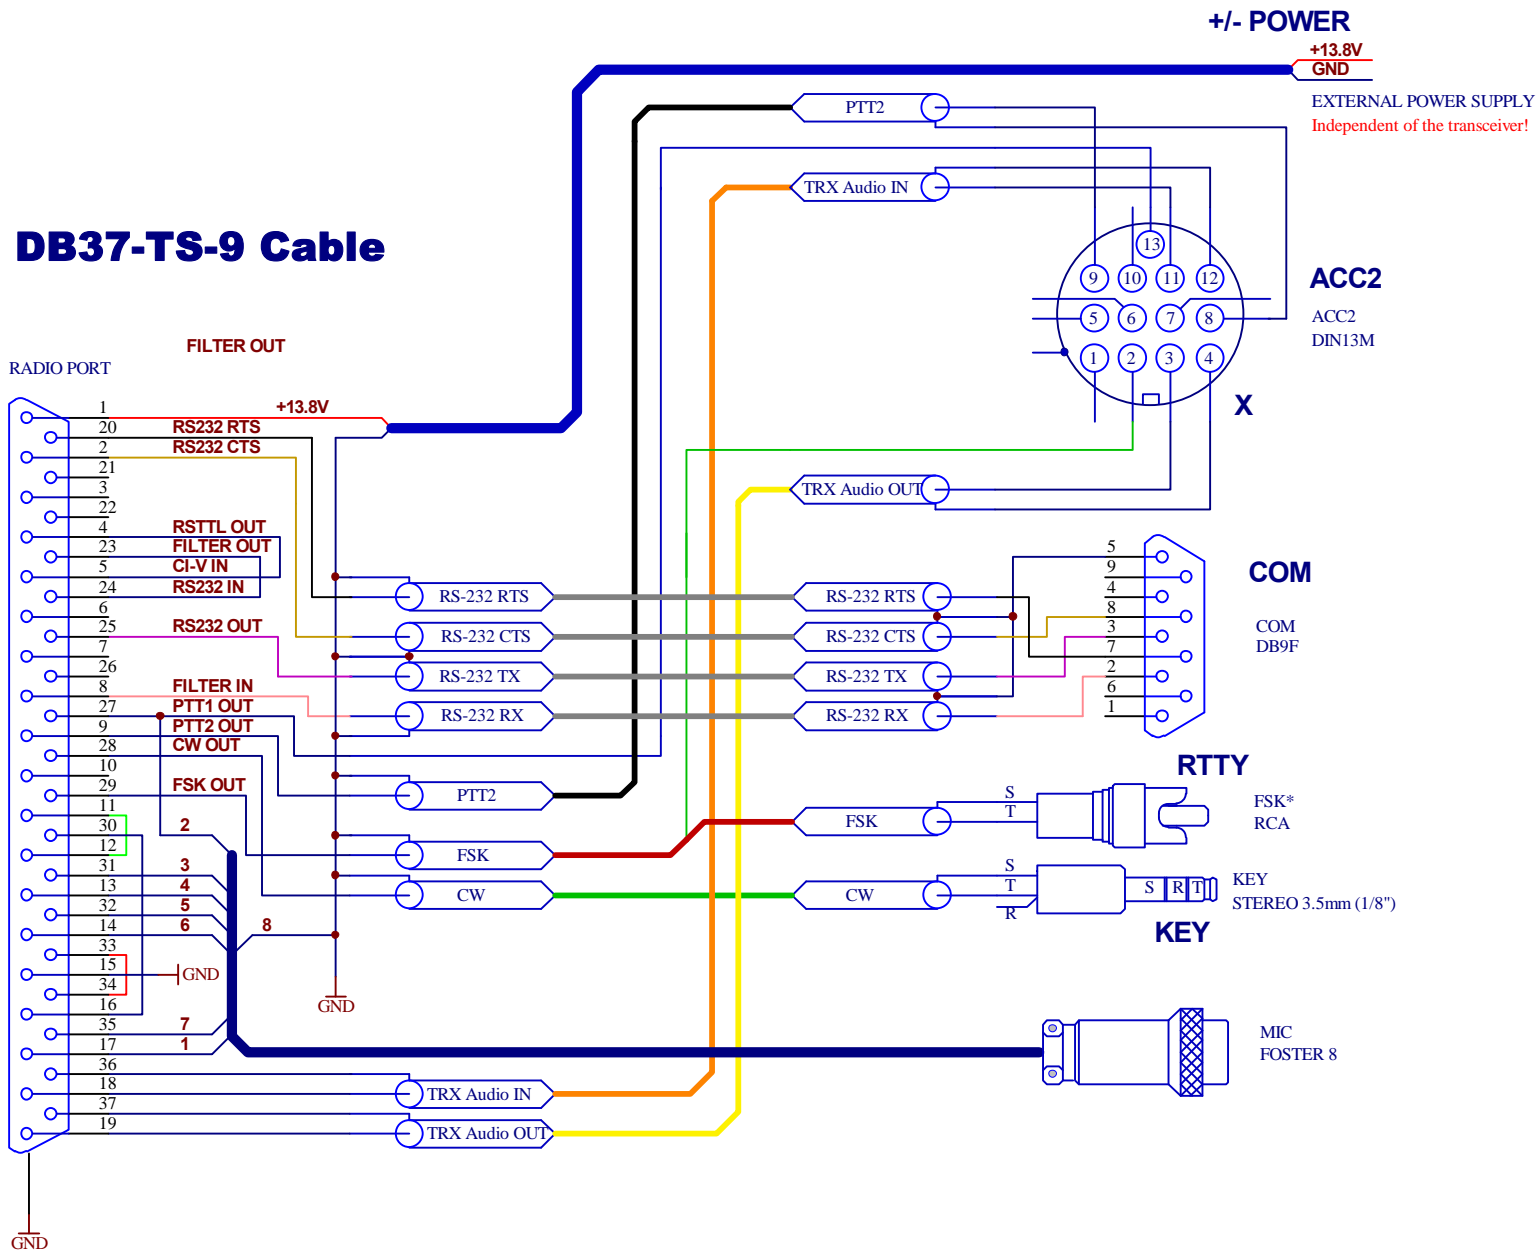 +/- POWER
+13.8V
GND
EXTERNAL POWER SUPPLY
Independent of the transceiver!
PTT2
TRX Audio IN
DB37-TS-9 Cable
13
9
10
11
12
5
6
7
8
1
2
3
4
ACC2
ACC2
DIN13M
X
FILTER OUT
RADIO PORT
1
+13.8V
20
RS232 RTS
2
RS232 CTS
21
3
22
4
RSTTL OUT
23
FILTER OUT
5
CI-V IN
24
RS232 IN
6
25
RS232 OUT
7
26
8
FILTER IN
27
PTT1 OUT
9
PTT2 OUT
28
CW OUT
10
29
FSK OUT
11
30
2
12
31
3
13
4
32
5
14
6
8
33
15
GND
34
16
35
7
17
1
36
18
37
19
GND
GND
TRX Audio OUT
RS-232 RTS
RS-232 RTS
RS-232 CTS
RS-232 CTS
RS-232 TX
RS-232 TX
RS-232 RX
RS-232 RX
5
9
4
8
3
7
2
6
1
COM
COM
DB9F
PTT2
FSK
FSK
CW
CW
RTTY
S
T
FSK*
RCA
S
T
R
S
R
T
KEY
STEREO 3.5mm (1/8")
KEY
MIC
FOSTER 8
TRX Audio IN
TRX Audio OUT